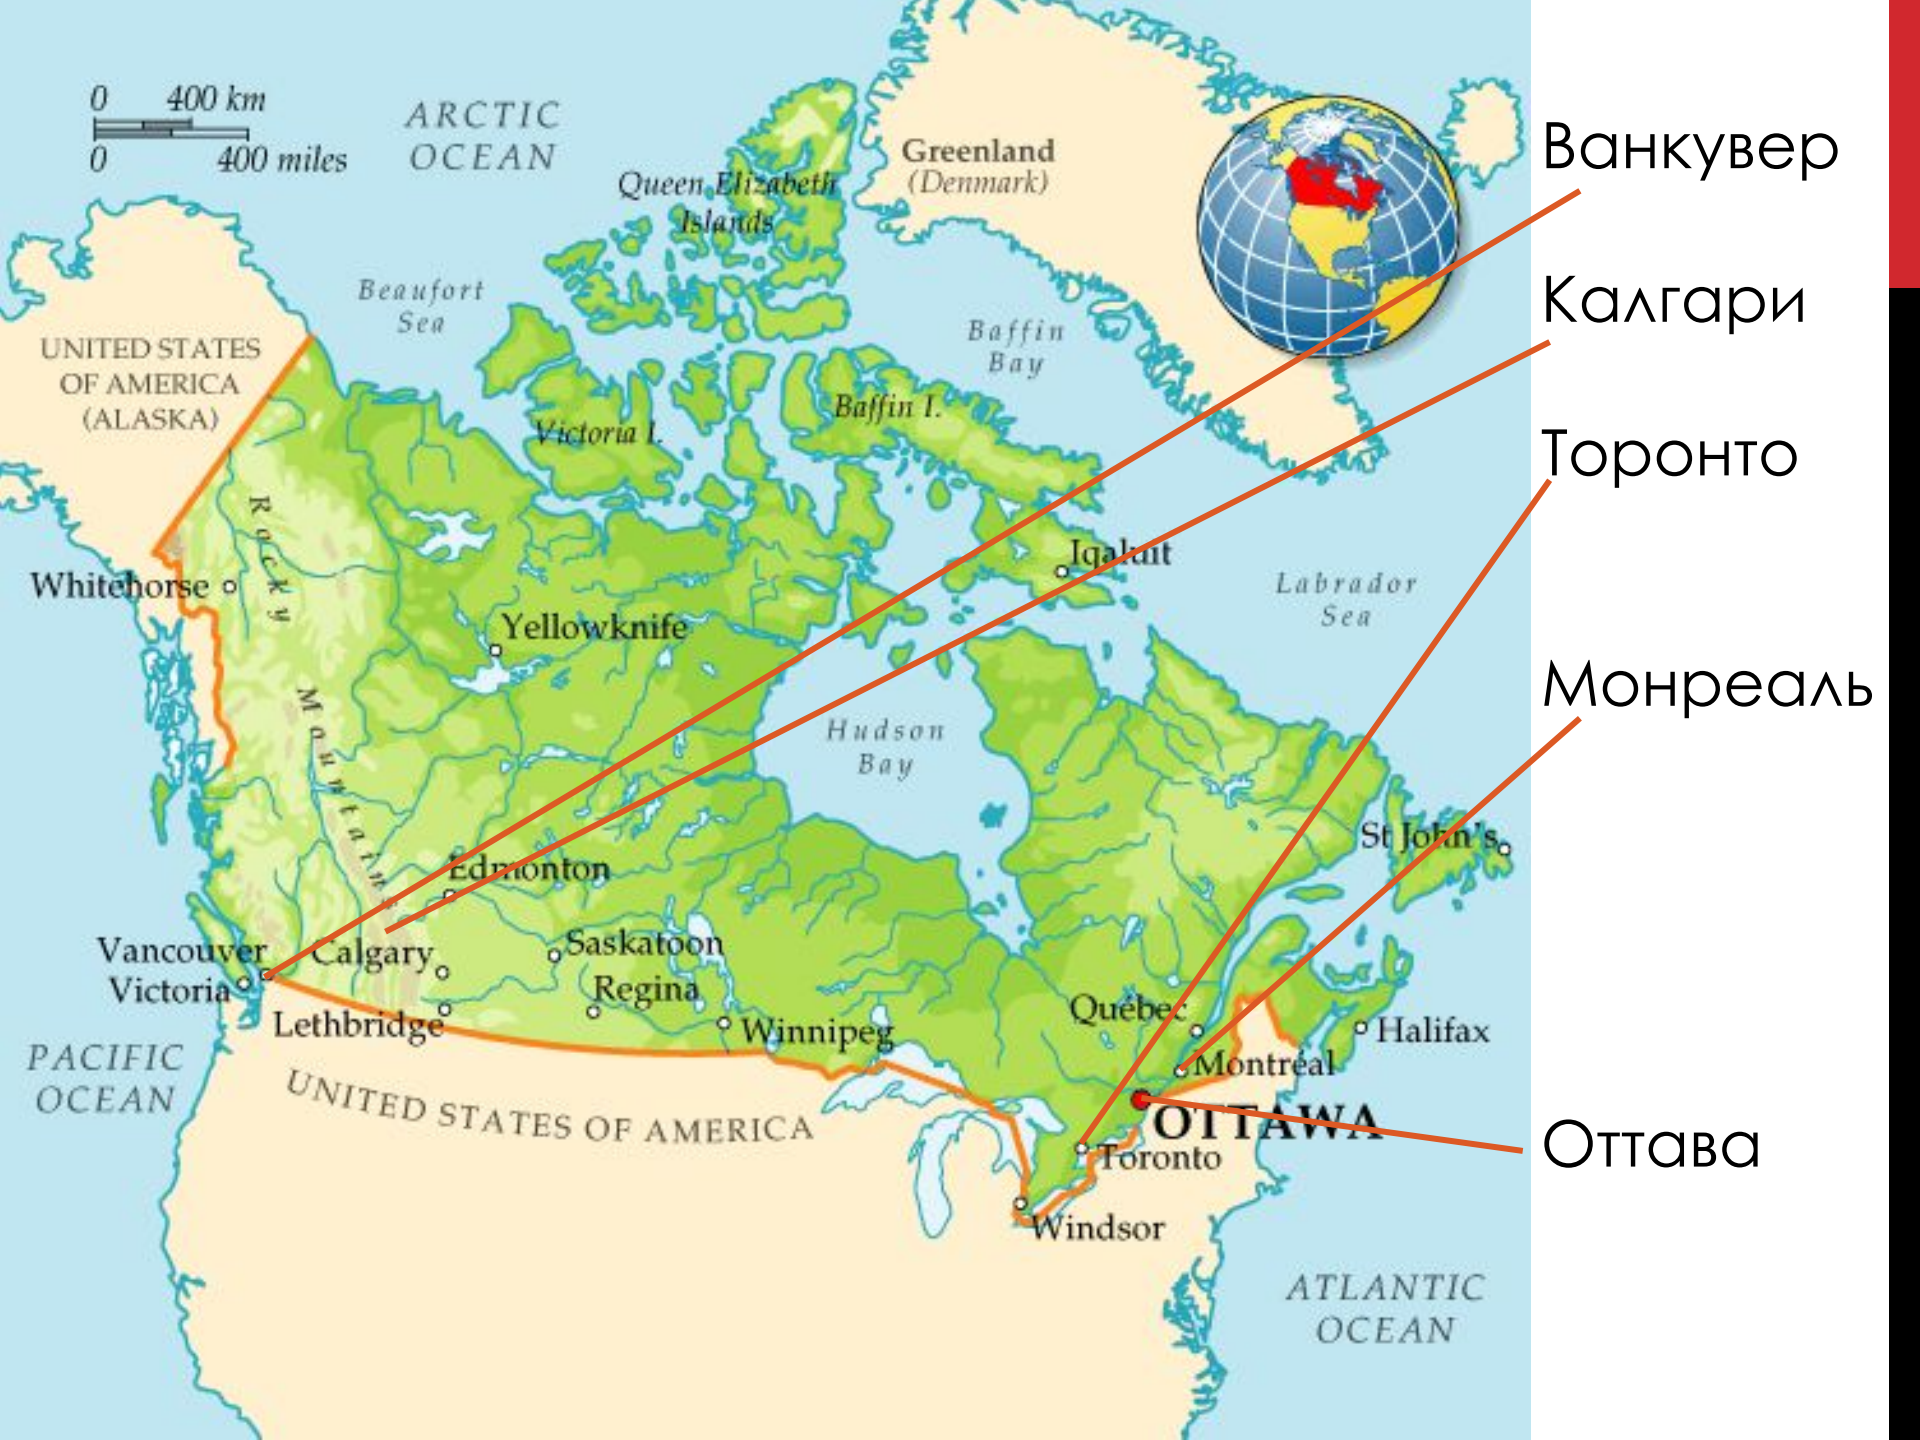 0 400 km
0 400 miles
ARCTIC
OCEAN
Queen Elizabeth
Islands
Greenland
(Denmark)
Ванкувер
Beaufort
Sea
Baffin
Bay
Калгари
UNITED STATES
OF AMERICA
(ALASKA)
Victoria I.
Baffin I.
Торонто
Rocky Mountains
Whitehorse
Yellowknife
Iqaluit
Labrador
Sea
Монреаль
Hudson
Bay
St John's
Edmonton
Vancouver
Calgary
Saskatoon
Victoria
Regina
Lethbridge
Winnipeg
Québec
Halifax
Montréal
PACIFIC
OCEAN
UNITED STATES OF AMERICA
OTTAWA
Toronto
Оттава
Windsor
ATLANTIC
OCEAN